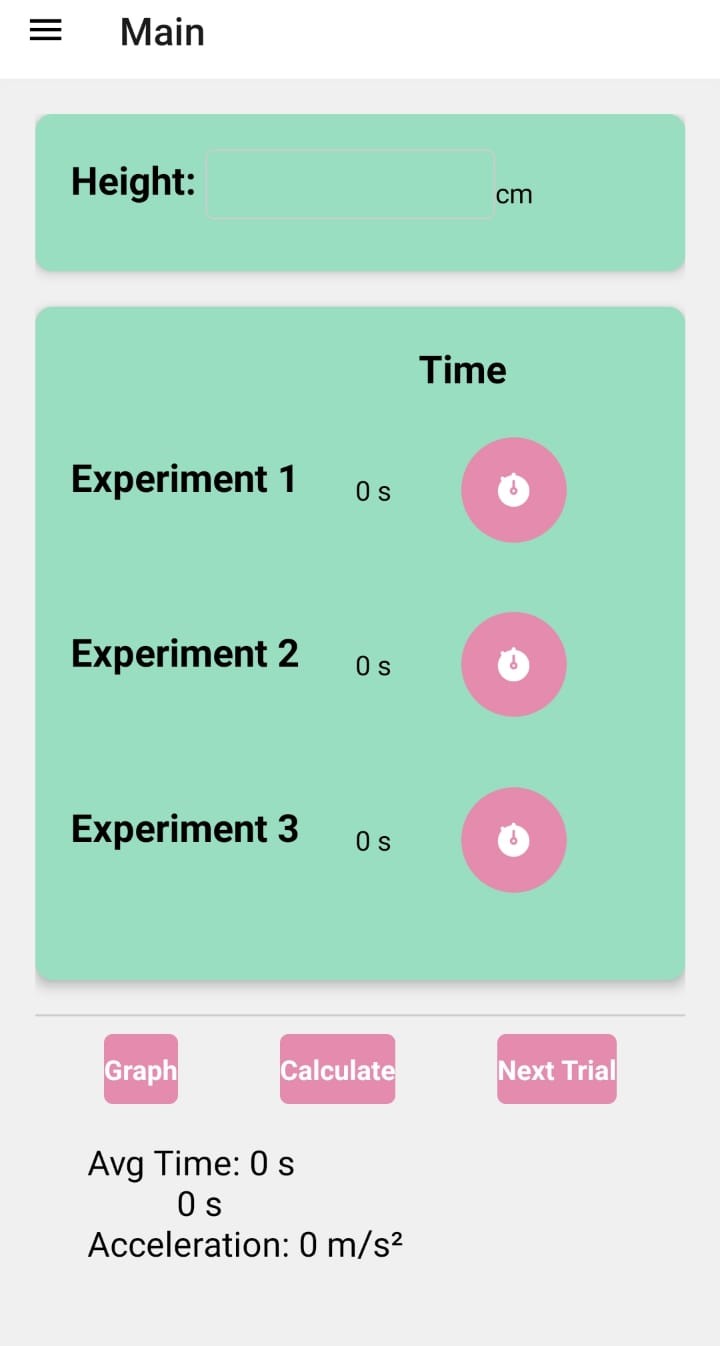 Main
Height:
cm
Time
Experiment 1 0 s
Experiment 2 0 s
Experiment 3 0 s
Graph Calculate Next Trial
Avg Time: 0 s
0 s
Acceleration: 0 m/s²